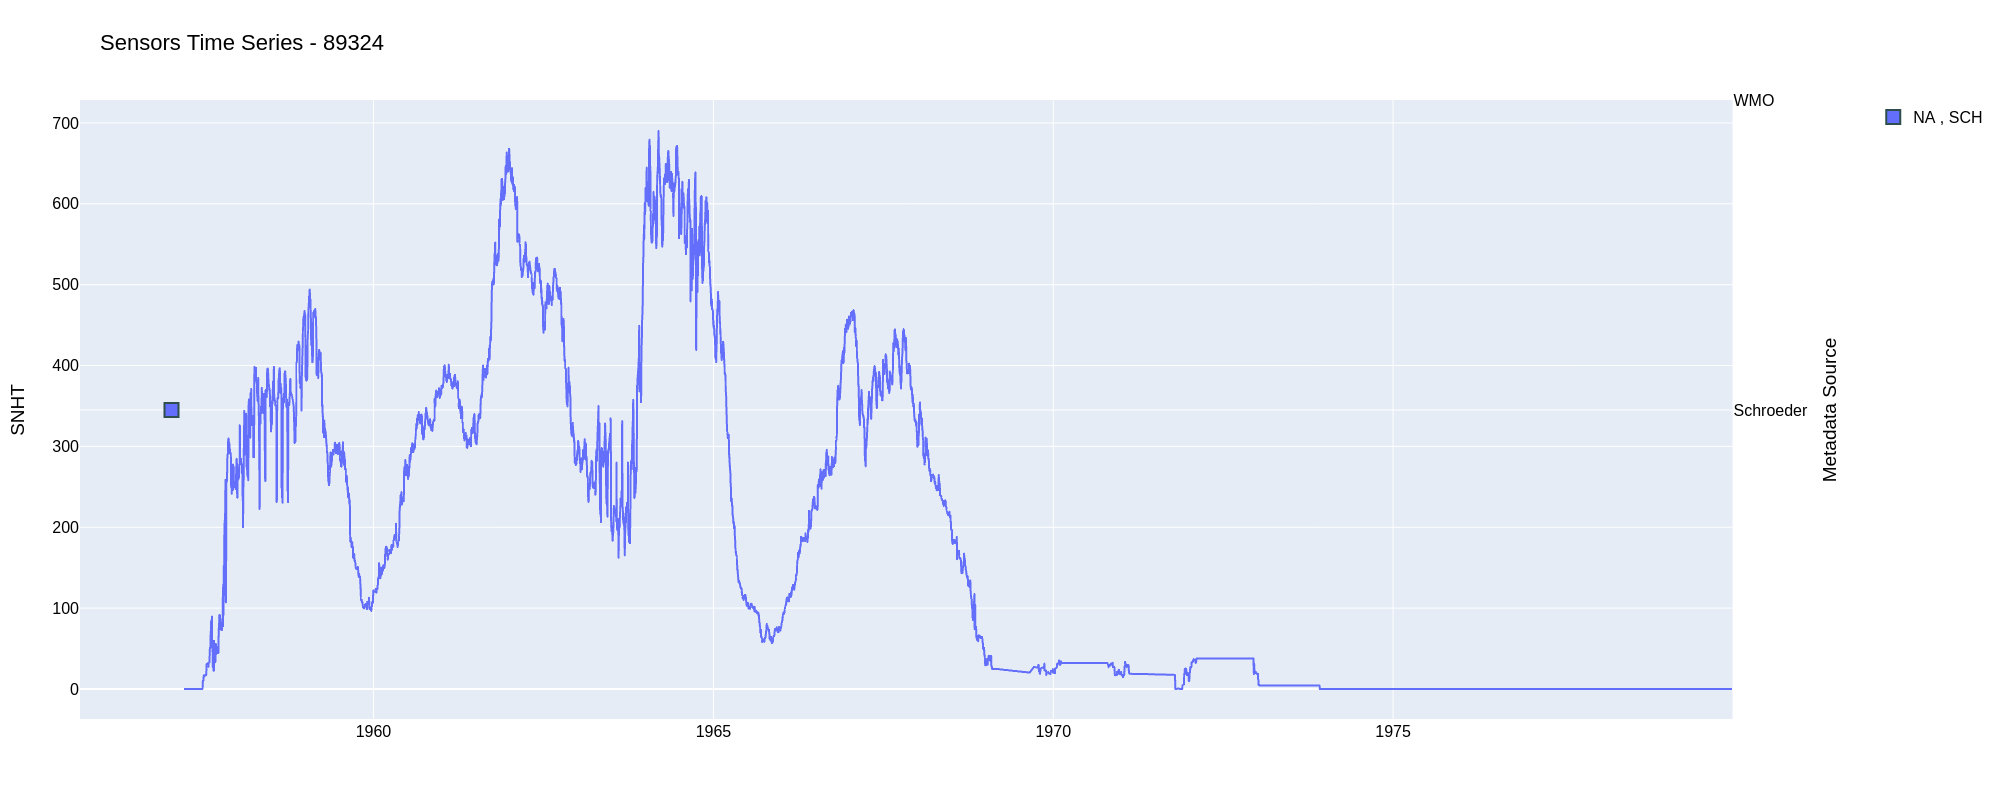 Sensors Time Series - 89324
SNHT
700
600
500
400
300
200
100
0
1960
1965
1970
1975
WMO
Schroeder
Metadata Source
NA , SCH